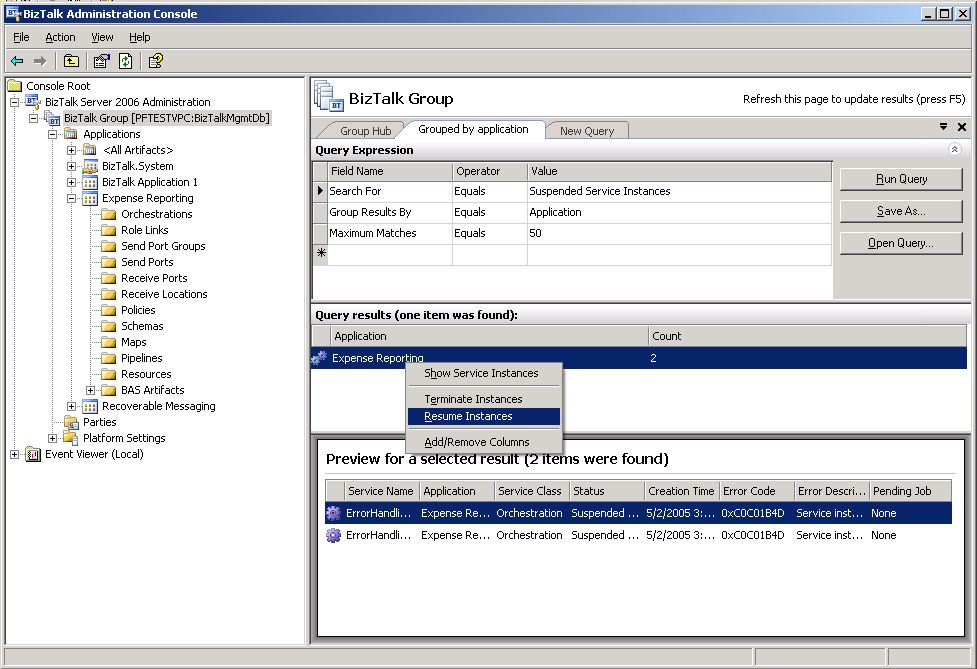 BizTalk Administration Console
File Action View Help
Console Root
BizTalk Server 2006 Administration
BizTalk Group [PFTESTVPC:BizTalkMgmtDb]
Applications
<All Artifacts>
BizTalk.System
BizTalk Application 1
Expense Reporting
Orchestrations
Role Links
Send Port Groups
Send Ports
Receive Ports
Receive Locations
Policies
Schemas
Maps
Pipelines
Resources
BAS Artifacts
Recoverable Messaging
Parties
Platform Settings
Event Viewer (Local)
BizTalk Group
Refresh this page to update results (press F5)
Group Hub Grouped by application New Query
Query Expression
Field Name Operator Value
Search For Equals Suspended Service Instances
Group Results By Equals Application
Maximum Matches Equals 50
Run Query
Save As...
Open Query...
Query results (one item was found):
Application Count
Expense Reporting 2
Show Service Instances
Terminate Instances
Resume Instances
Add/Remove Columns
Preview for a selected result (2 items were found)
Service Name Application Service Class Status Creation Time Error Code Error Descri... Pending Job
ErrorHandli... Expense Re... Orchestration Suspended ... 5/2/2005 3:... 0xC0C01B4D Service inst... None
ErrorHandli... Expense Re... Orchestration Suspended ... 5/2/2005 3:... 0xC0C01B4D Service inst... None